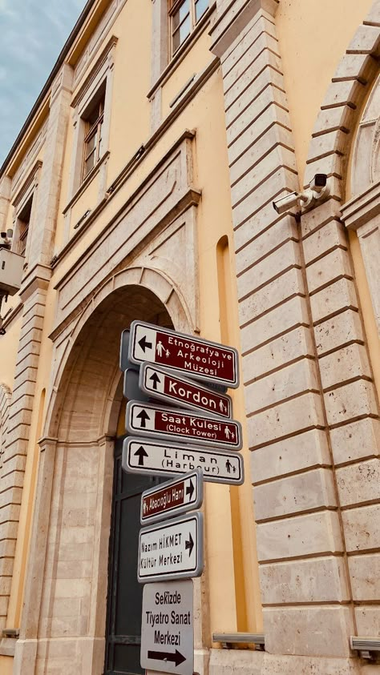 Etnoğrafya ve
Arkeoloji
Müzesi
Kordon
Saat Kulesi
(Clock Tower)
Liman
(Harbour)
Abacıoğlu Hanı
Nazım HİKMET
Kültür Merkezi
Sekizde
Tiyatro Sanat
Merkezi